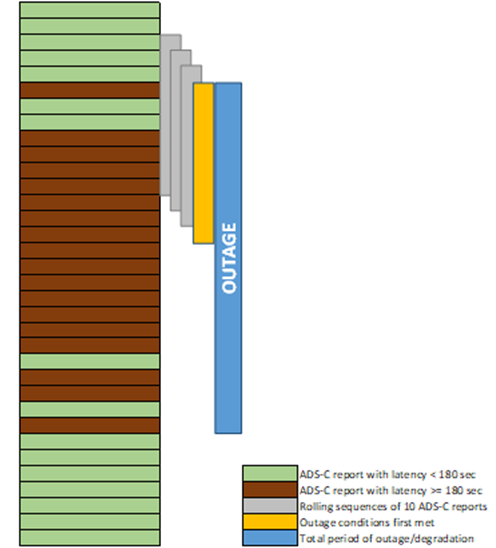 OUTAGE
ADS-C report with latency < 180 sec
ADS-C report with latency >= 180 sec
Rolling sequences of 10 ADS-C reports
Outage conditions first met
Total period of outage/degradation